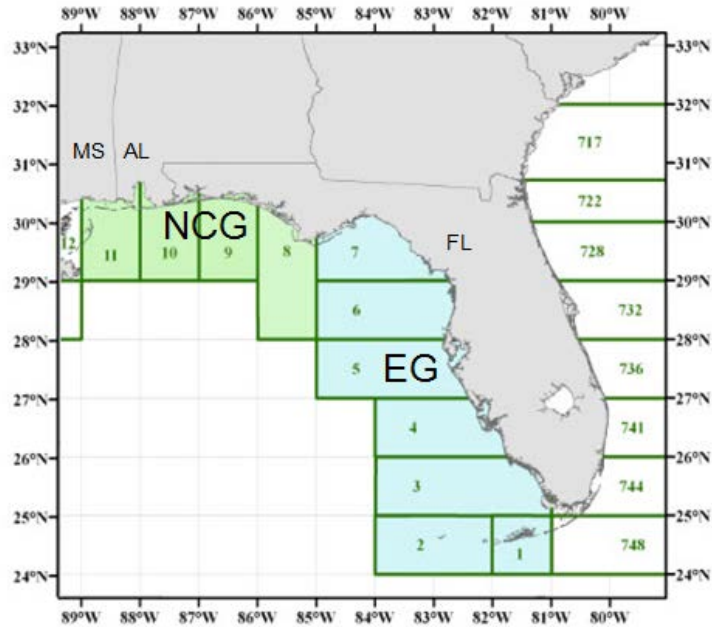 89°W 88°W 87°W 86°W 85°W 84°W 83°W 82°W 81°W 80°W
33°N 33°N
32°N 32°N
717
31°N MS AL 31°N
722
30°N NCG 30°N
12 11 10 9 8 7 FL 728
29°N 29°N
6 732
28°N 28°N
5 EG 736
27°N 27°N
4 741
26°N 26°N
3 744
25°N 25°N
2 1 748
24°N 24°N
89°W 88°W 87°W 86°W 85°W 84°W 83°W 82°W 81°W 80°W